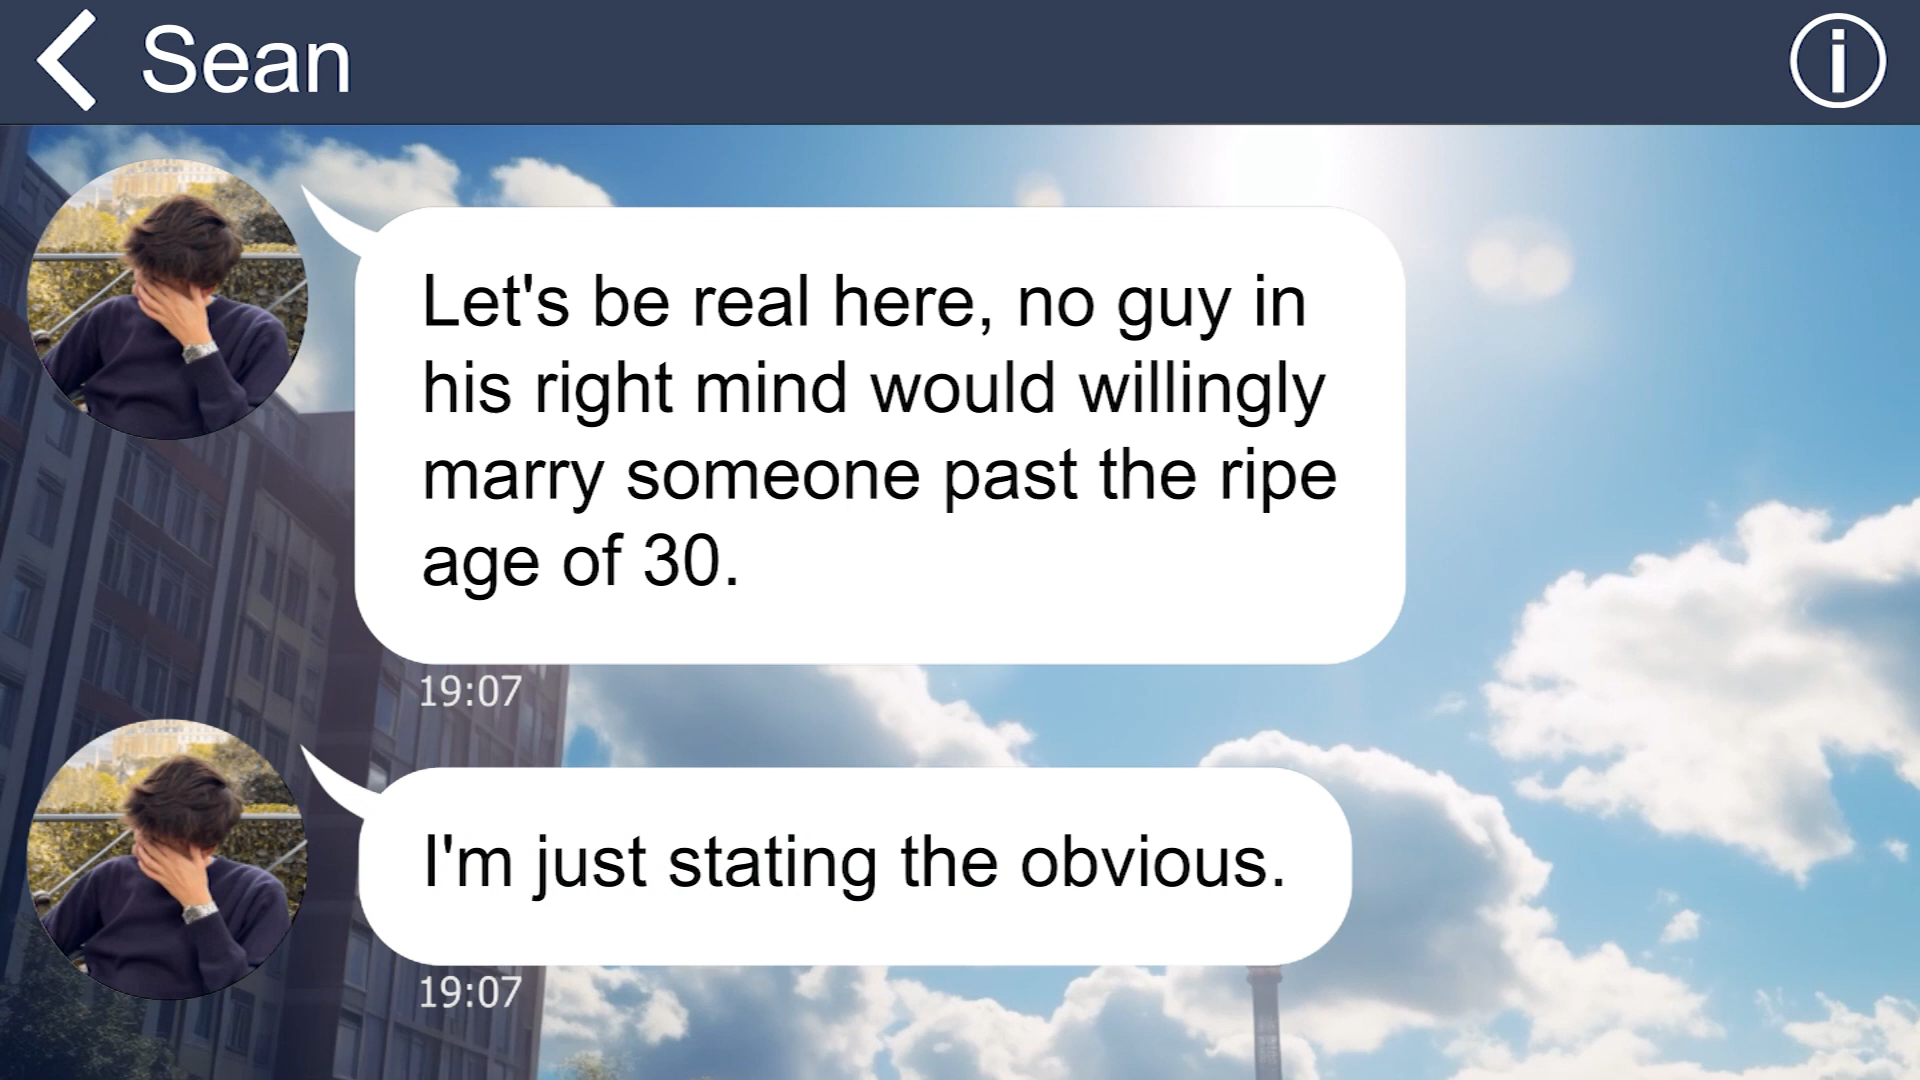 Sean
Let's be real here, no guy in
his right mind would willingly
marry someone past the ripe
age of 30.
19:07
I'm just stating the obvious.
19:07